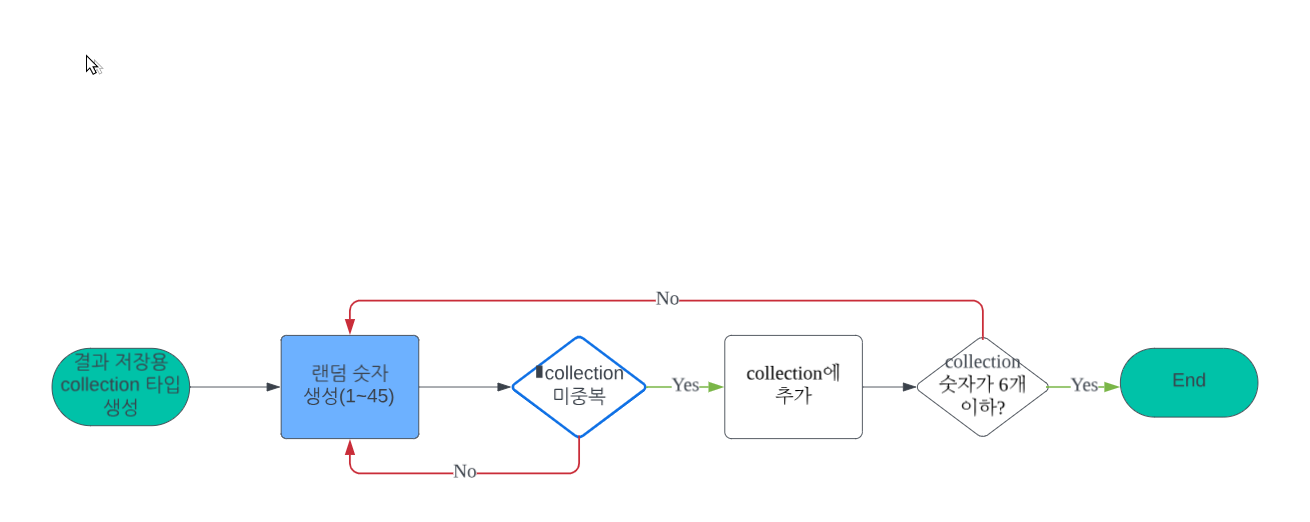 No
결과 저장용
collection 타입
생성
랜덤 숫자
생성(1~45)
collection
미중복
Yes
collection에
추가
collection
숫자가 6개
이하?
Yes
End
No